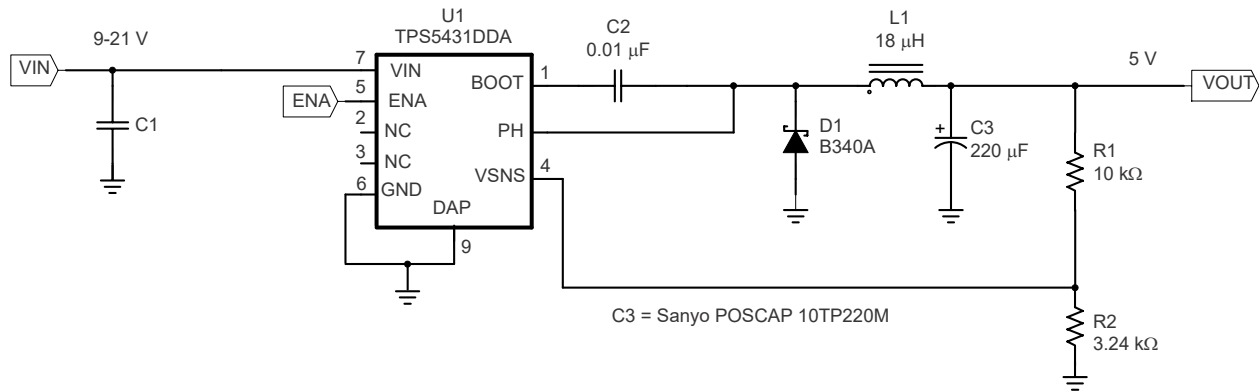 U1
TPS5431DDA
C2
0.01 μF
L1
18 μH
9-21 V
5 V
VIN
7
VIN
BOOT
1
VOUT
ENA
5
ENA
C1
2
NC
PH
D1
B340A
+
C3
220 μF
R1
10 kΩ
3
NC
VSNS
4
6
GND
DAP
9
C3 = Sanyo POSCAP 10TP220M
R2
3.24 kΩ